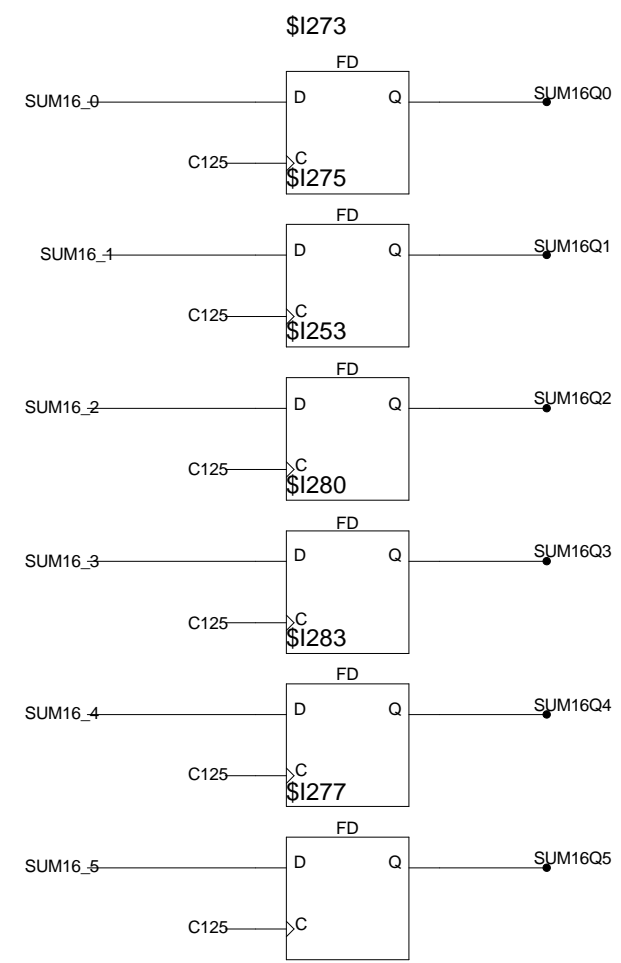 $I273
FD
SUM16_0 D Q SUM16Q0
C125 C
$I275
FD
SUM16_1 D Q SUM16Q1
C125 C
$I253
FD
SUM16_2 D Q SUM16Q2
C125 C
$I280
FD
SUM16_3 D Q SUM16Q3
C125 C
$I283
FD
SUM16_4 D Q SUM16Q4
C125 C
$I277
FD
SUM16_5 D Q SUM16Q5
C125 C